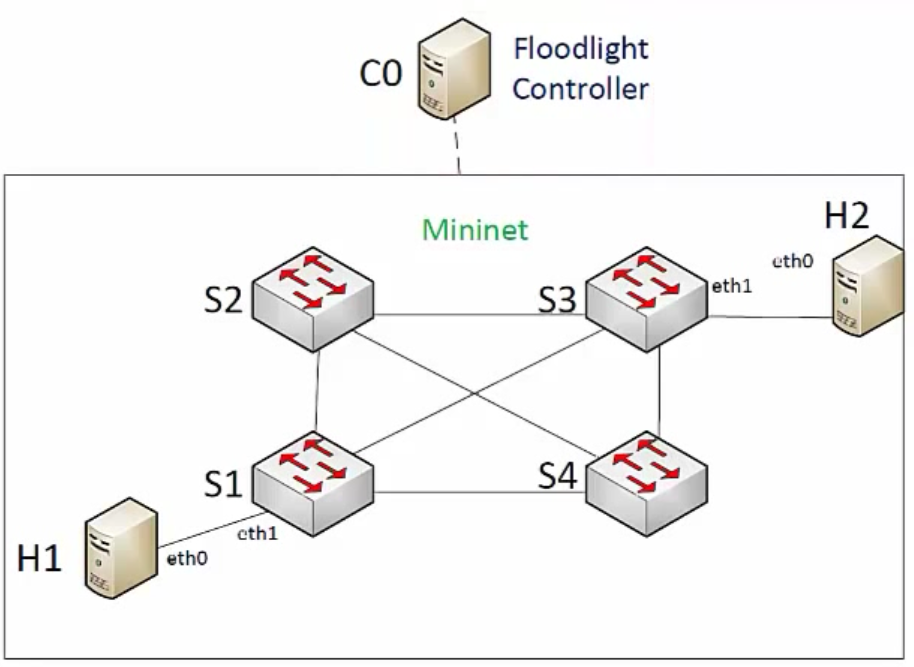 C0
Floodlight
Controller
Mininet
H2
eth0
S2
S3
eth1
S1
S4
eth1
H1
eth0